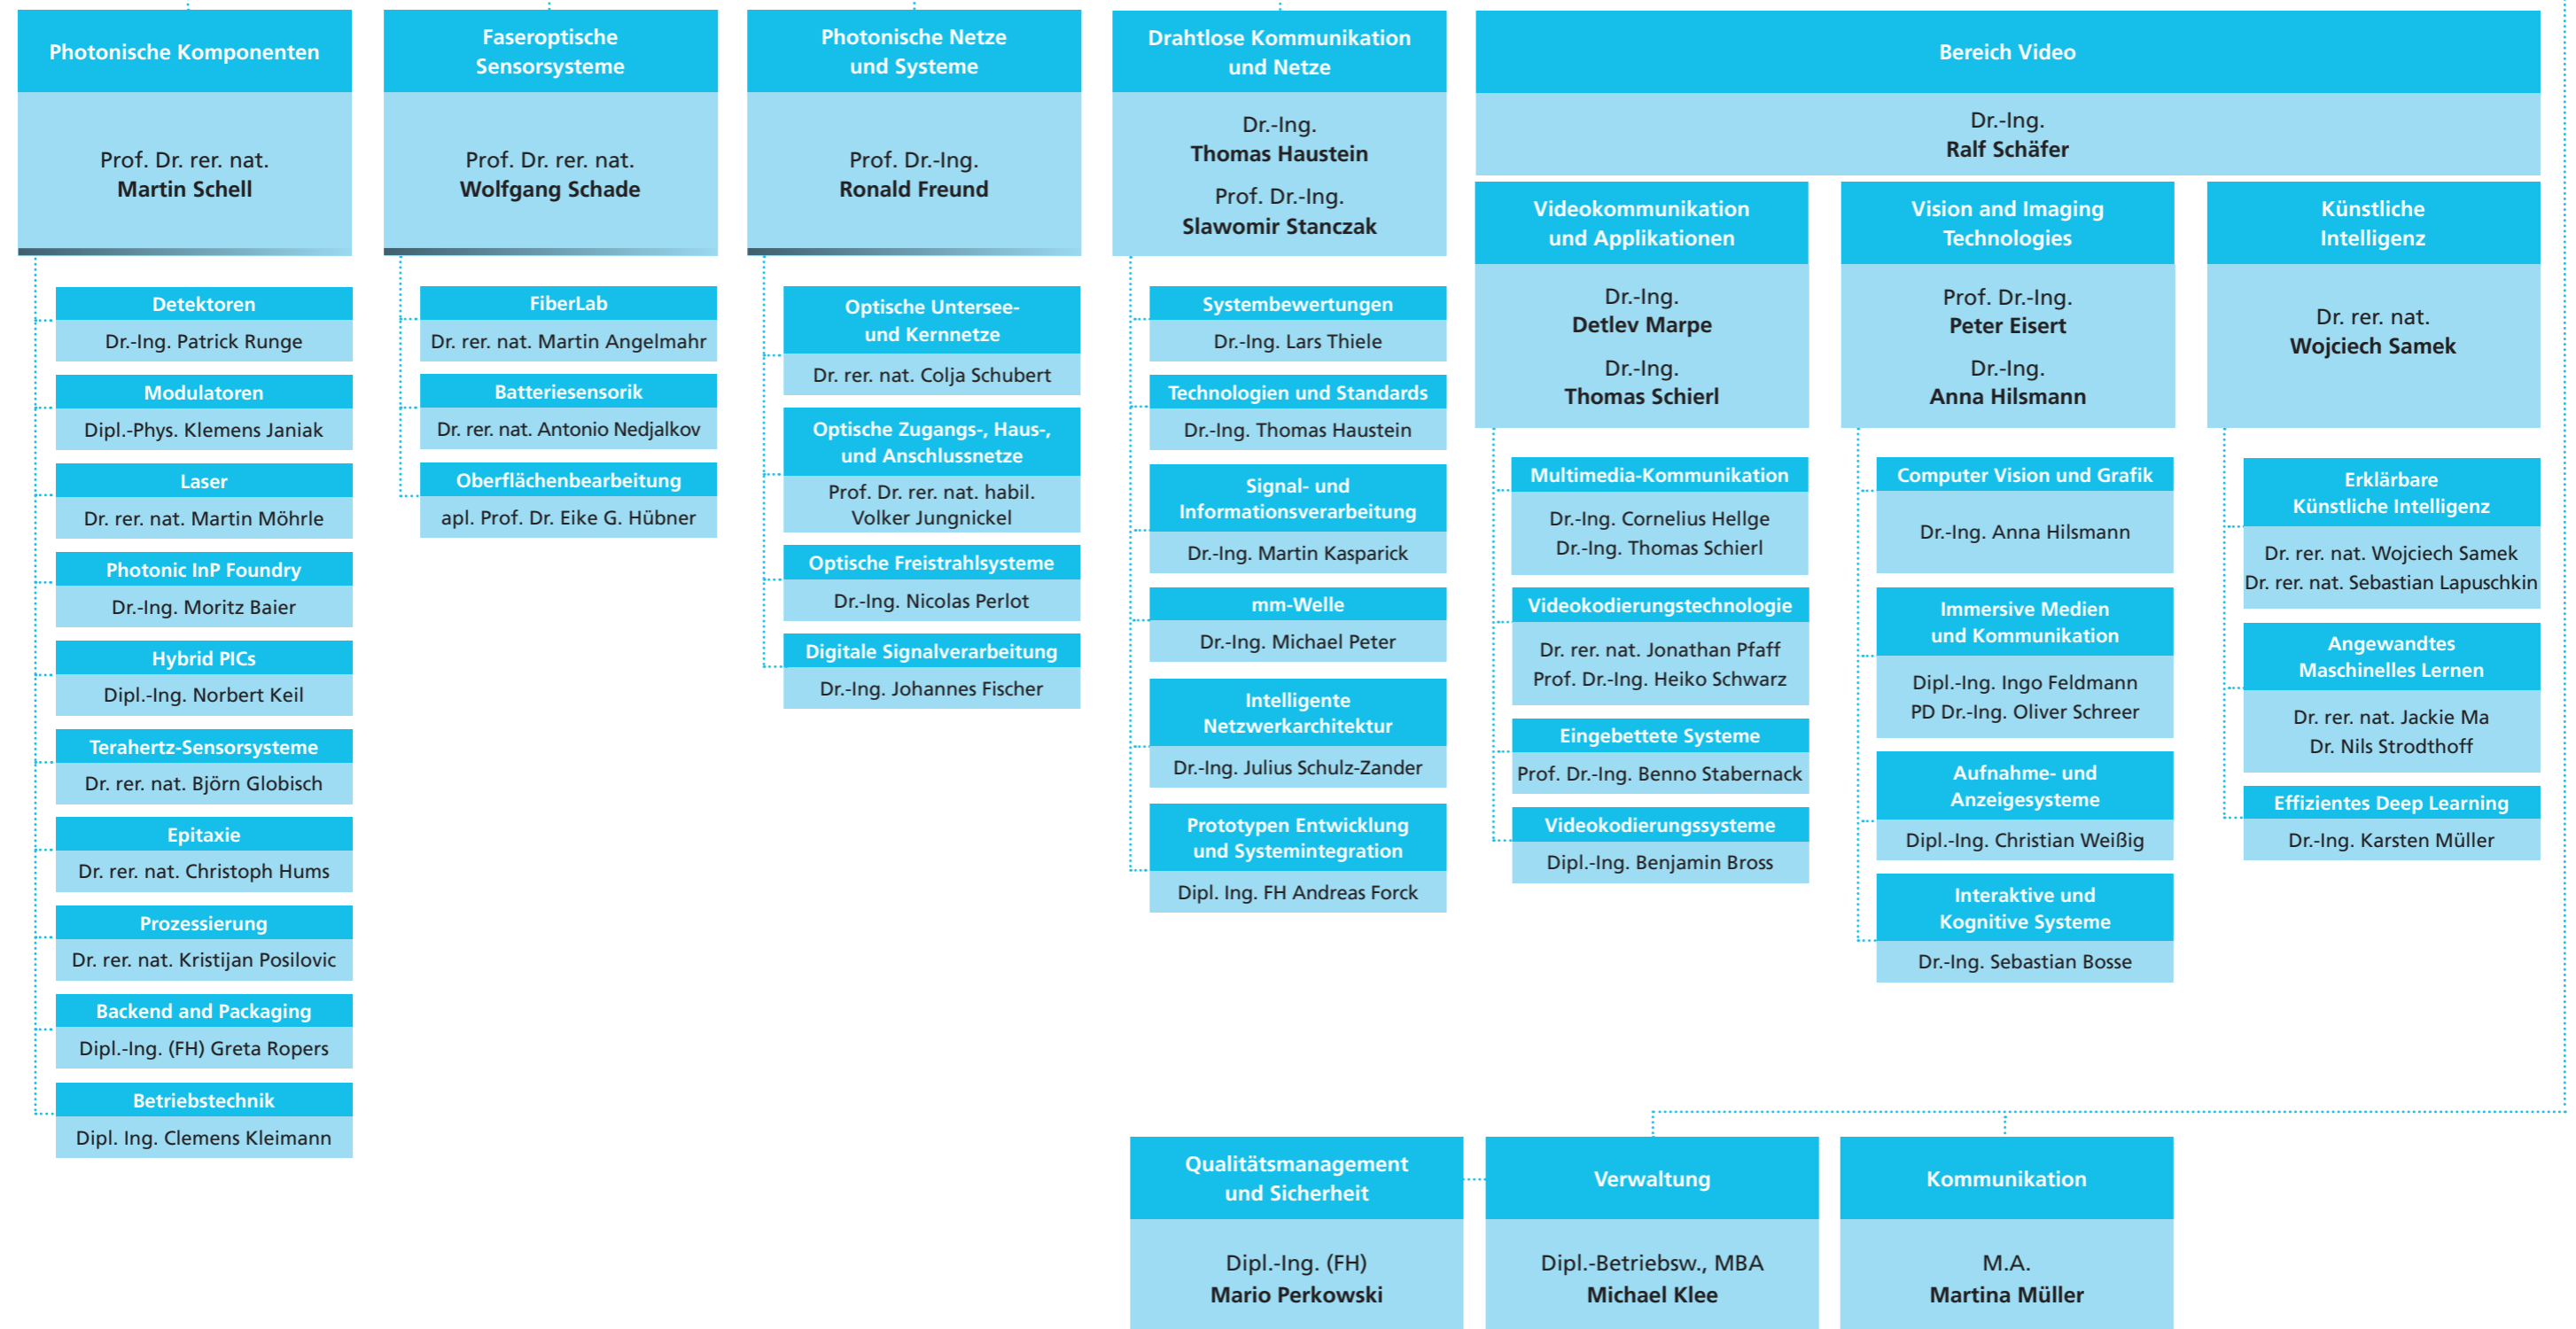 Photonische Komponenten
Prof. Dr. rer. nat.
Martin Schell
Detektoren
Dr.-Ing. Patrick Runge
Modulatoren
Dipl.-Phys. Klemens Janiak
Laser
Dr. rer. nat. Martin Möhrle
Photonic InP Foundry
Dr.-Ing. Moritz Baier
Hybrid PICs
Dipl.-Ing. Norbert Keil
Terahertz-Sensorsysteme
Dr. rer. nat. Björn Globisch
Epitaxie
Dr. rer. nat. Christoph Hums
Prozessierung
Dr. rer. nat. Kristijan Posilovic
Backend and Packaging
Dipl.-Ing. (FH) Greta Ropers
Betriebstechnik
Dipl. Ing. Clemens Kleimann
Faseroptische
Sensorsysteme
Prof. Dr. rer. nat.
Wolfgang Schade
FiberLab
Dr. rer. nat. Martin Angelmahr
Batteriesensorik
Dr. rer. nat. Antonio Nedjalkov
Oberflächenbearbeitung
apl. Prof. Dr. Eike G. Hübner
Photonische Netze
und Systeme
Prof. Dr.-Ing.
Ronald Freund
Optische Untersee-
und Kernnetze
Dr. rer. nat. Colja Schubert
Optische Zugangs-, Haus-,
und Anschlussnetze
Prof. Dr. rer. nat. habil.
Volker Jungnickel
Optische Freistrahlsysteme
Dr.-Ing. Nicolas Perlot
Digitale Signalverarbeitung
Dr.-Ing. Johannes Fischer
Drahtlose Kommunikation
und Netze
Dr.-Ing.
Thomas Haustein
Prof. Dr.-Ing.
Slawomir Stanczak
Systembewertungen
Dr.-Ing. Lars Thiele
Technologien und Standards
Dr.-Ing. Thomas Haustein
Signal- und
Informationsverarbeitung
Dr.-Ing. Martin Kasparick
mm-Welle
Dr.-Ing. Michael Peter
Intelligente
Netzwerkarchitektur
Dr.-Ing. Julius Schulz-Zander
Prototypen Entwicklung
und Systemintegration
Dipl. Ing. FH Andreas Forck
Bereich Video
Dr.-Ing.
Ralf Schäfer
Videokommunikation
und Applikationen
Dr.-Ing.
Detlev Marpe
Dr.-Ing.
Thomas Schierl
Multimedia-Kommunikation
Dr.-Ing. Cornelius Hellge
Dr.-Ing. Thomas Schierl
Videokodierungstechnologie
Dr. rer. nat. Jonathan Pfaff
Prof. Dr.-Ing. Heiko Schwarz
Eingebettete Systeme
Prof. Dr.-Ing. Benno Stabernack
Videokodierungssysteme
Dipl.-Ing. Benjamin Bross
Vision and Imaging
Technologies
Prof. Dr.-Ing.
Peter Eisert
Dr.-Ing.
Anna Hilsmann
Computer Vision und Grafik
Dr.-Ing. Anna Hilsmann
Immersive Medien
und Kommunikation
Dipl.-Ing. Ingo Feldmann
PD Dr.-Ing. Oliver Schreer
Aufnahme- und
Anzeigesysteme
Dipl.-Ing. Christian Weißig
Interaktive und
Kognitive Systeme
Dr.-Ing. Sebastian Bosse
Künstliche
Intelligenz
Dr. rer. nat.
Wojciech Samek
Erklärbare
Künstliche Intelligenz
Dr. rer. nat. Wojciech Samek
Dr. rer. nat. Sebastian Lapuschkin
Angewandtes
Maschinelles Lernen
Dr. rer. nat. Jackie Ma
Dr. Nils Strodthoff
Effizientes Deep Learning
Dr.-Ing. Karsten Müller
Qualitätsmanagement
und Sicherheit
Dipl.-Ing. (FH)
Mario Perkowski
Verwaltung
Dipl.-Betriebsw., MBA
Michael Klee
Kommunikation
M.A.
Martina Müller